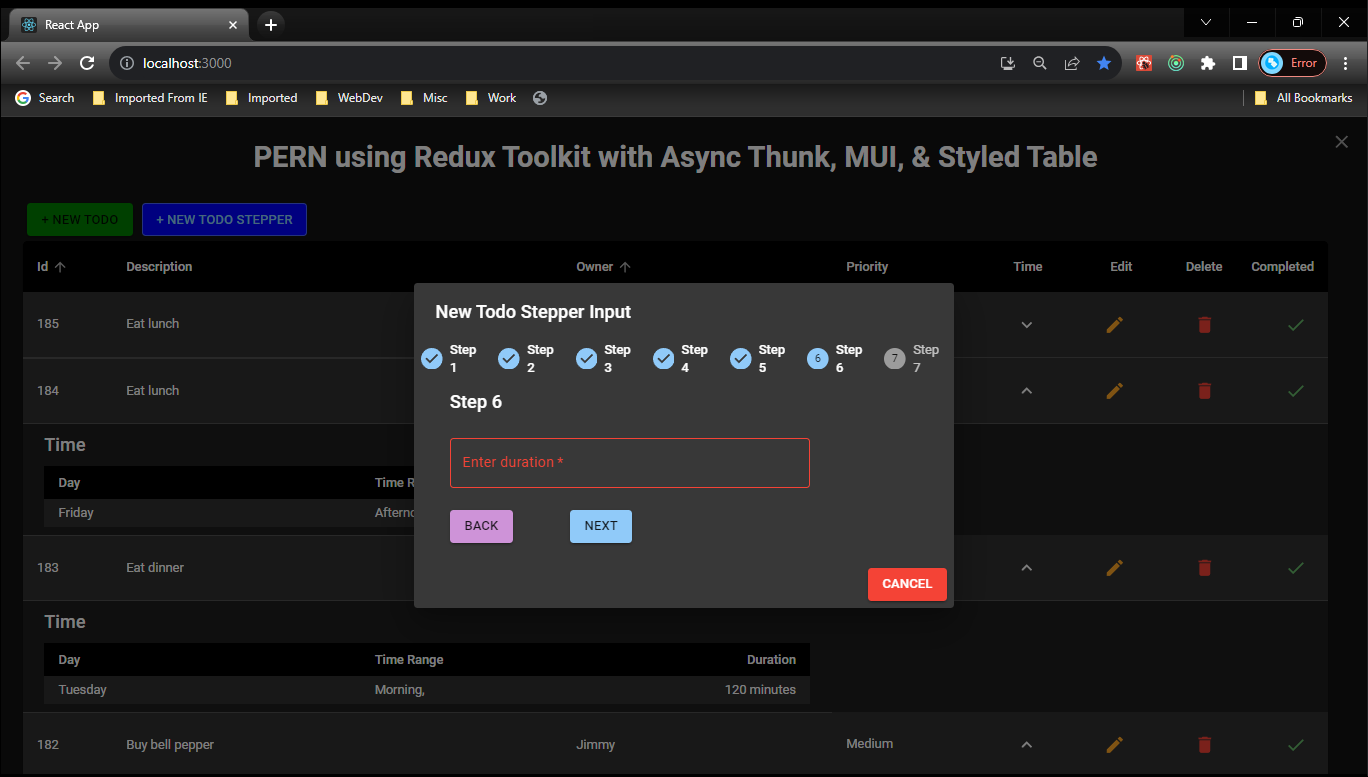 React App
localhost:3000
Error
Search Imported From IE Imported WebDev Misc Work All Bookmarks
PERN using Redux Toolkit with Async Thunk, MUI, & Styled Table
+ NEW TODO + NEW TODO STEPPER
Id Description Owner Priority Time Edit Delete Completed
185 Eat lunch
184 Eat lunch
Time
Day Time R
Friday Afterno
183 Eat dinner
Time
Day Time Range Duration
Tuesday Morning, 120 minutes
182 Buy bell pepper Jimmy Medium
New Todo Stepper Input
Step 1 Step 2 Step 3 Step 4 Step 5 6 Step 6 7 Step 7
Step 6
Enter duration *
BACK NEXT
CANCEL